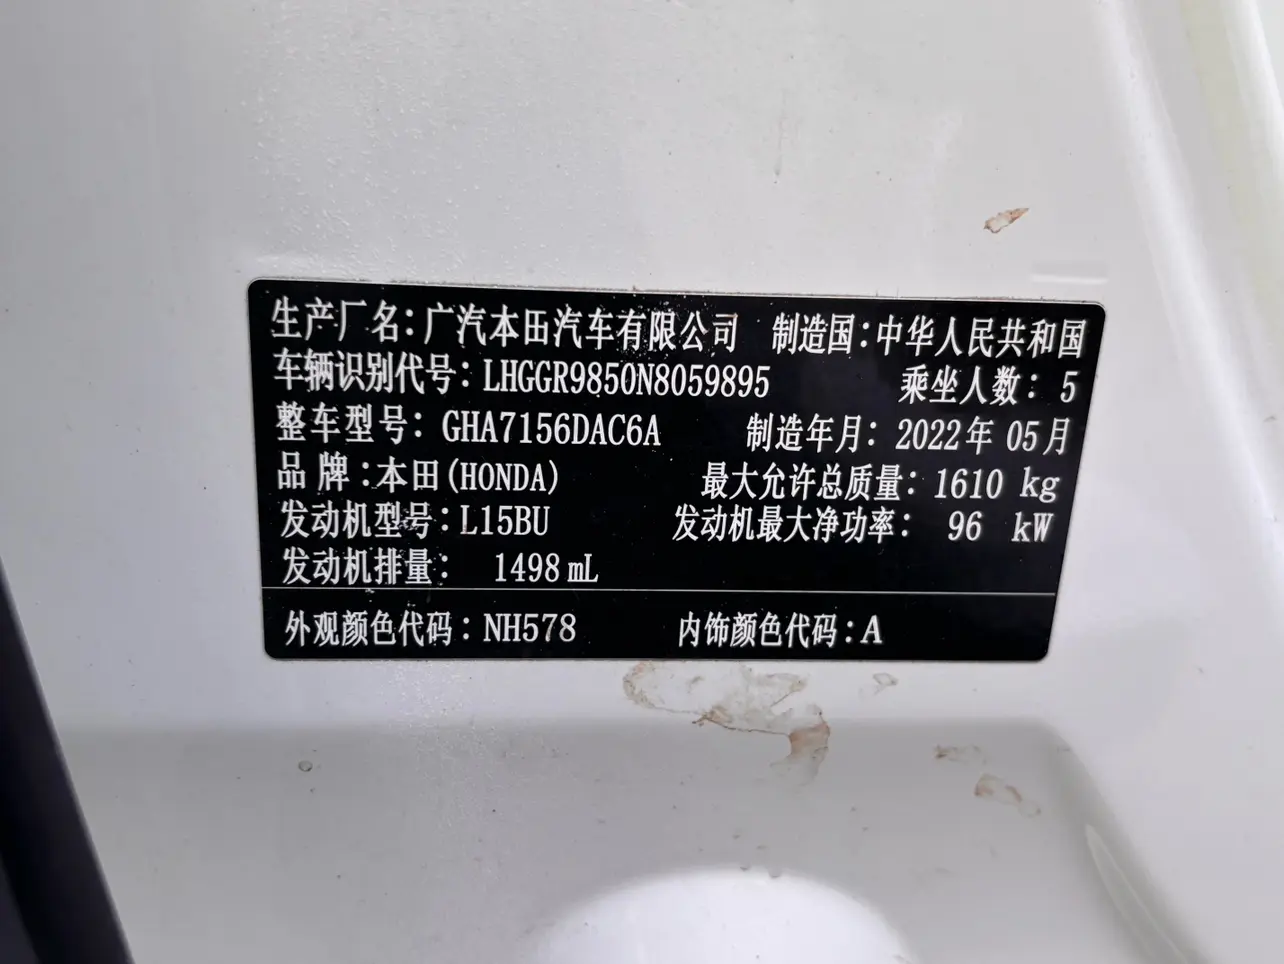 生产厂名：广汽本田汽车有限公司 制造国：中华人民共和国
车辆识别代号：LHGGR9850N8059895 乘坐人数：5
整车型号：GHA7156DAC6A 制造年月：2022年 05月
品 牌：本田(HONDA) 最大允许总质量：1610 kg
发动机型号：L15BU 发动机最大净功率： 96 kW
发动机排量： 1498 mL
外观颜色代码：NH578 内饰颜色代码：A